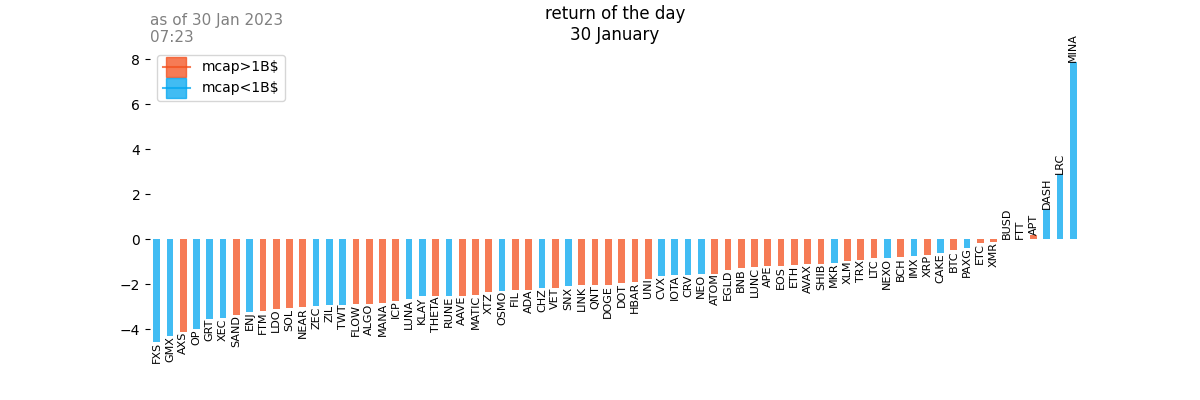 as of 30 Jan 2023
07:23
return of the day
30 January
mcap>1B$
mcap<1B$
8
6
4
2
0
−2
−4
FXS
GMX
AXS
OP
GRT
XEC
SAND
ENJ
FTM
LDO
SOL
NEAR
ZEC
ZIL
TWT
FLOW
ALGO
MANA
ICP
LUNA
KLAY
THETA
RUNE
AAVE
MATIC
XTZ
OSMO
FIL
ADA
CHZ
VET
SNX
LINK
QNT
DOGE
DOT
HBAR
UNI
CVX
IOTA
CRV
NEO
ATOM
EGLD
BNB
LUNC
APE
EOS
ETH
AVAX
SHIB
MKR
XLM
TRX
LTC
NEXO
BCH
IMX
XRP
CAKE
BTC
PAXG
ETC
XMR
BUSD
FTT
APT
DASH
LRC
MINA